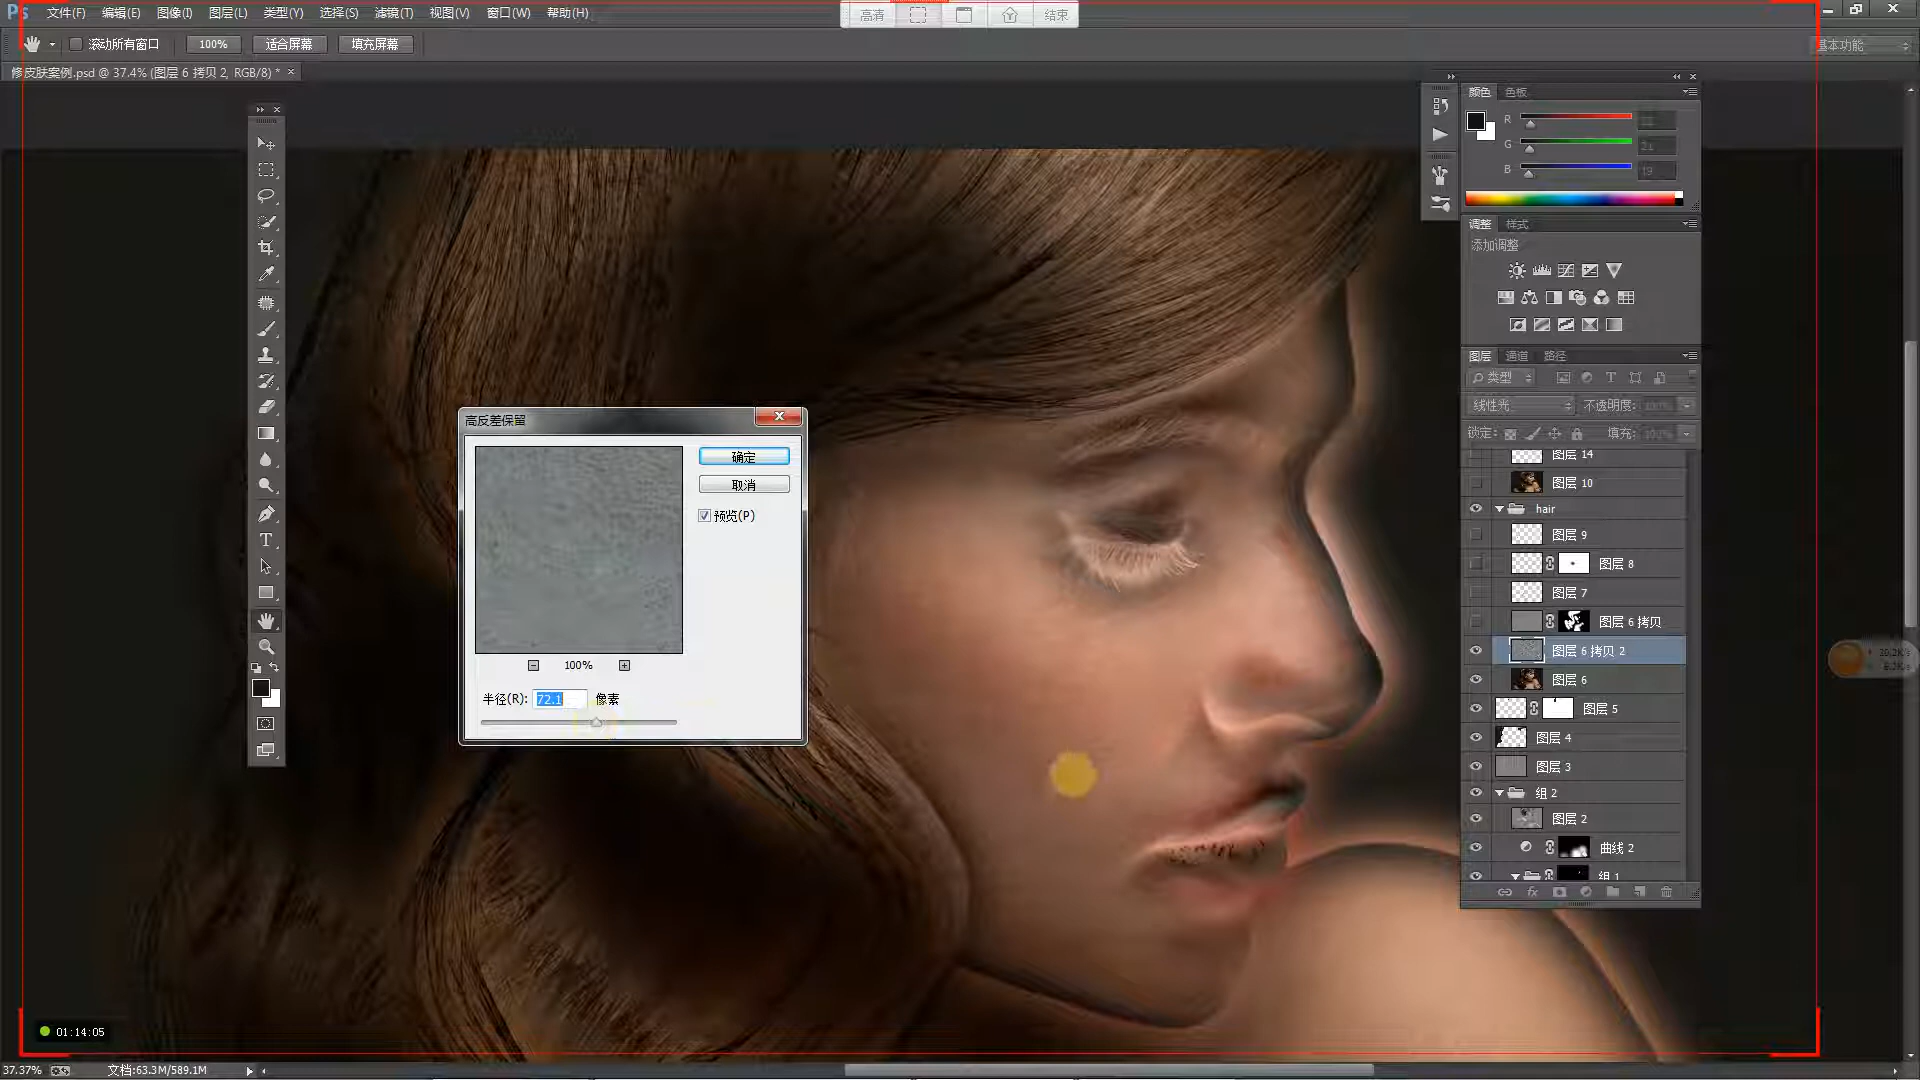 Ps 文件(F) 编辑(E) 图像(I) 图层(L) 类型(Y) 选择(S) 滤镜(T) 视图(V) 窗口(W) 帮助(H)
高清 结束
滚动所有窗口 100% 适合屏幕 填充屏幕
基本功能
修皮肤案例.psd @ 37.4% (图层 6 拷贝 2, RGB/8) * ×
颜色 色板
R
G 21
B 19
调整 样式
添加调整
图层 通道 路径
类型
线性光 不透明度:
锁定: 填充:
图层 14
图层 10
hair
图层 9
图层 8
图层 7
图层 6 拷贝
图层 6 拷贝 2
图层 6
图层 5
图层 4
图层 3
组 2
图层 2
曲线 2
组 1
高反差保留
确定
取消
预览(P)
100%
半径(R): 72.1 像素
01:14:05
37.37% 文档:63.3M/589.1M